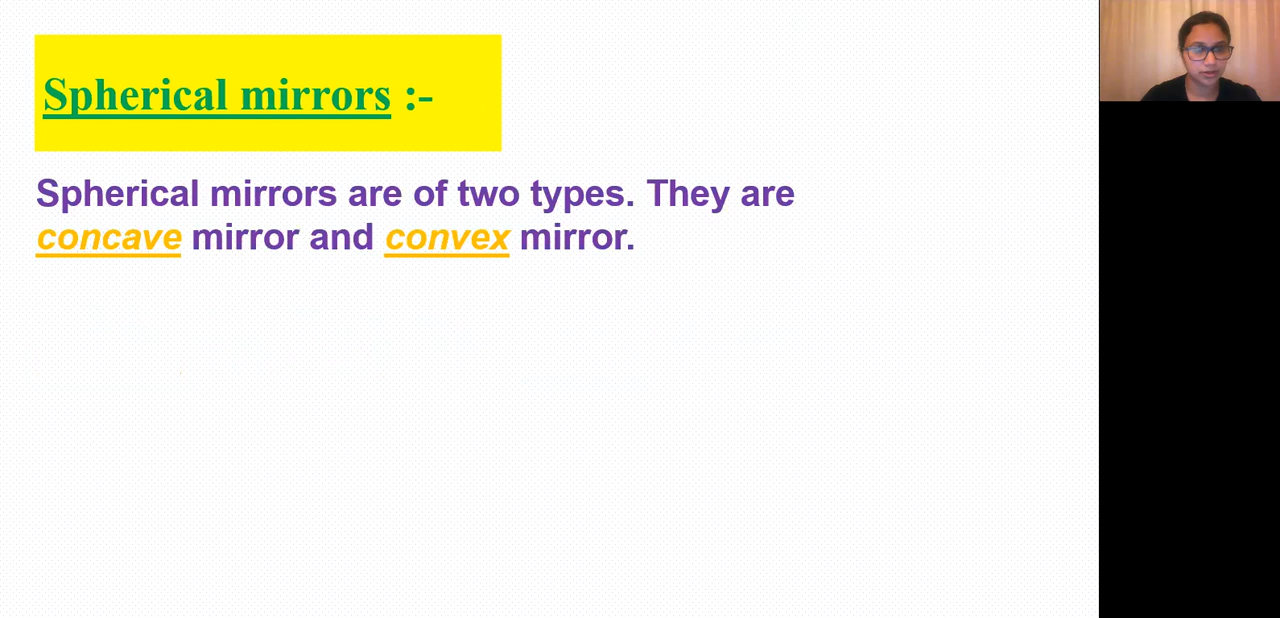 Spherical mirrors :-
Spherical mirrors are of two types. They are
concave mirror and convex mirror.